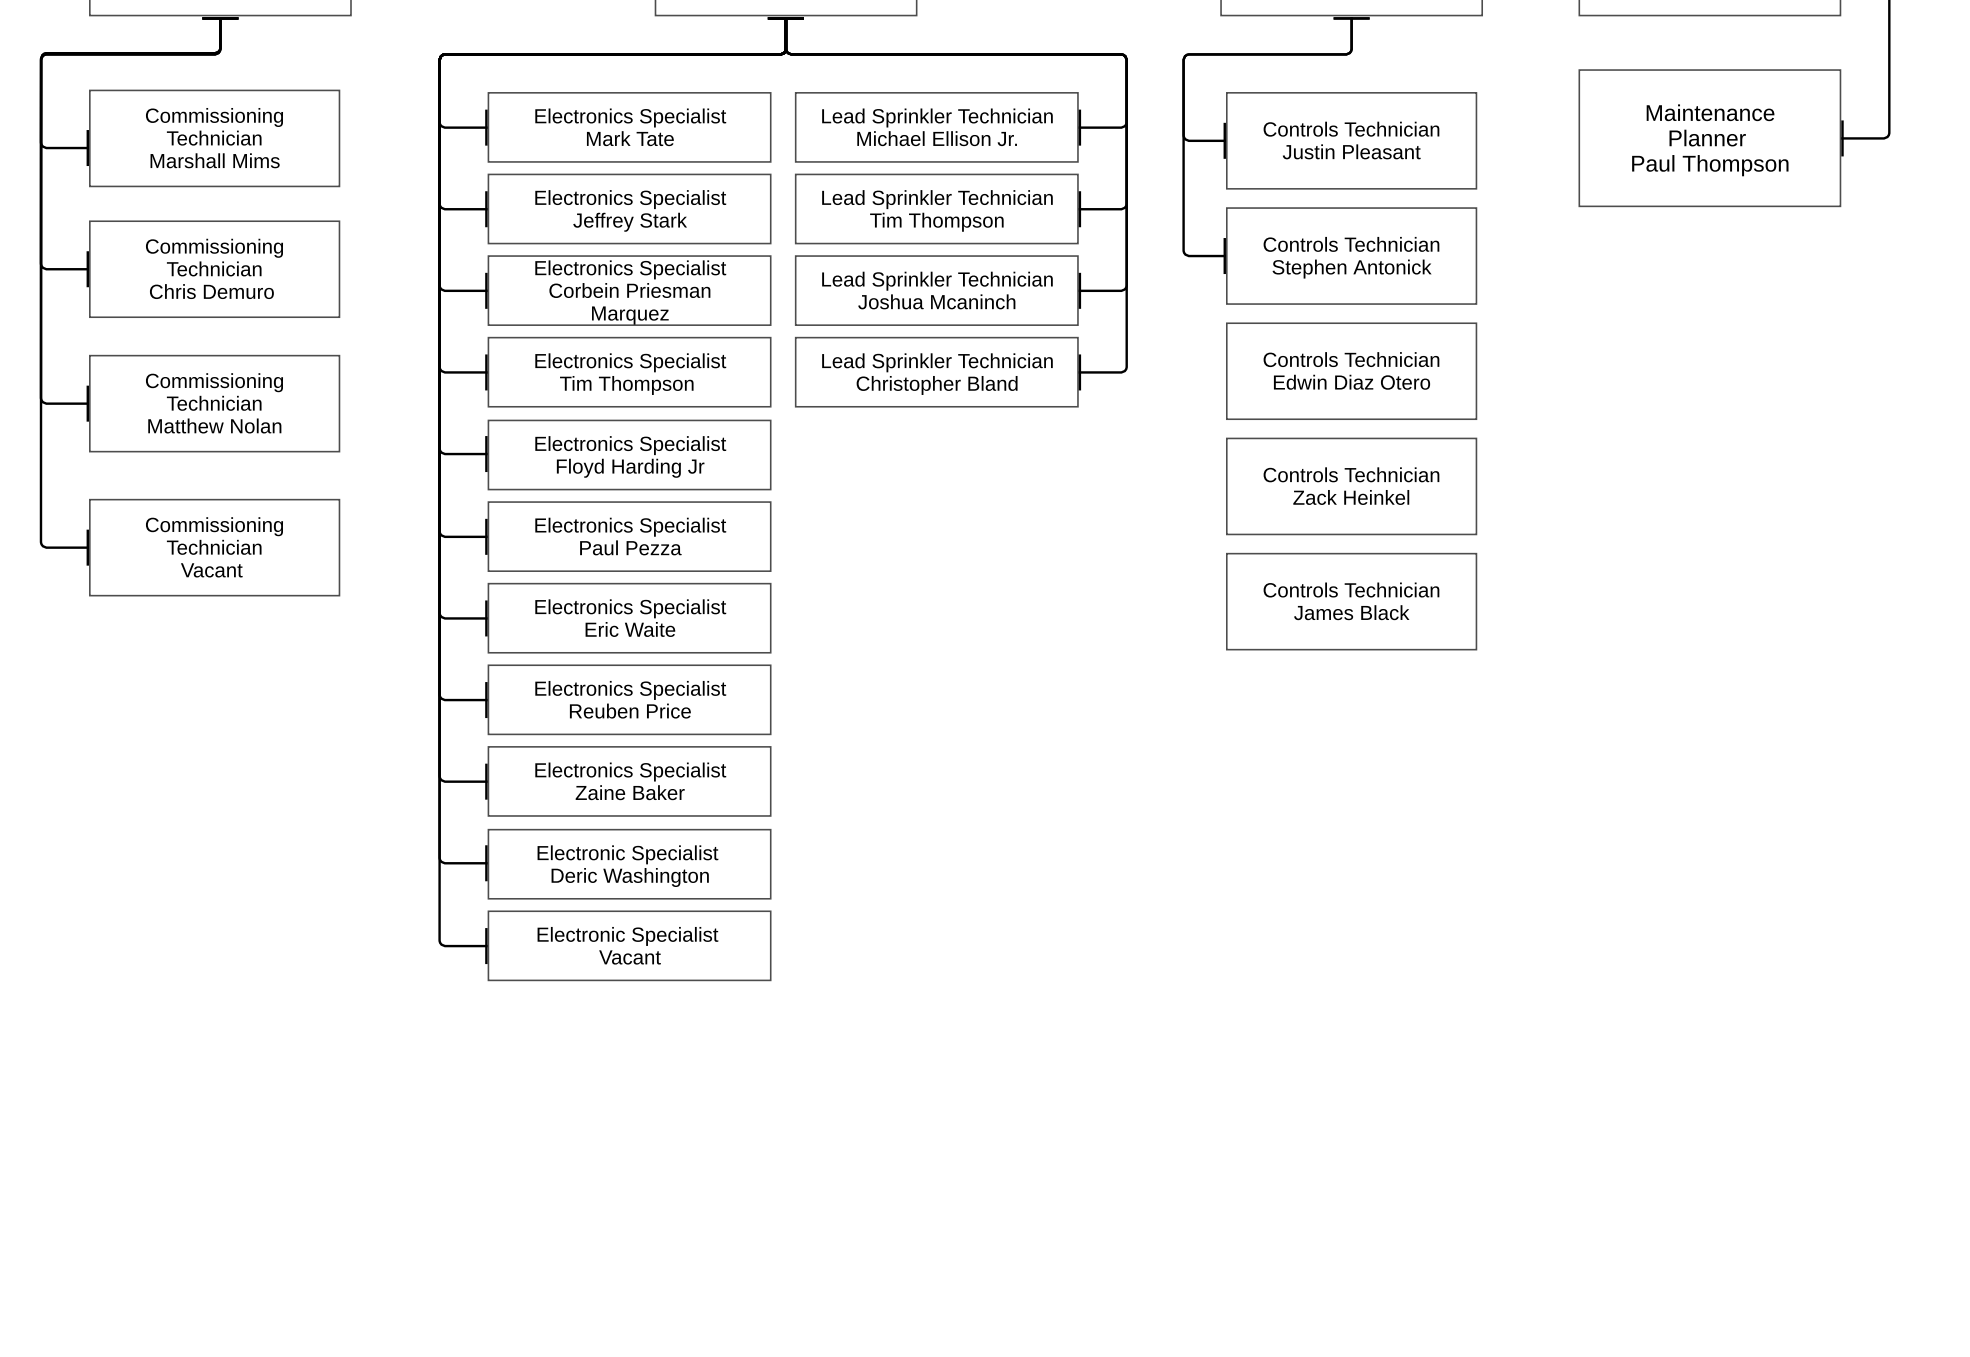 Commissioning
Technician
Marshall Mims
Commissioning
Technician
Chris Demuro
Commissioning
Technician
Matthew Nolan
Commissioning
Technician
Vacant
Electronics Specialist
Mark Tate
Electronics Specialist
Jeffrey Stark
Electronics Specialist
Corbein Priesman
Marquez
Electronics Specialist
Tim Thompson
Electronics Specialist
Floyd Harding Jr
Electronics Specialist
Paul Pezza
Electronics Specialist
Eric Waite
Electronics Specialist
Reuben Price
Electronics Specialist
Zaine Baker
Electronic Specialist
Deric Washington
Electronic Specialist
Vacant
Lead Sprinkler Technician
Michael Ellison Jr.
Lead Sprinkler Technician
Tim Thompson
Lead Sprinkler Technician
Joshua Mcaninch
Lead Sprinkler Technician
Christopher Bland
Controls Technician
Justin Pleasant
Controls Technician
Stephen Antonick
Controls Technician
Edwin Diaz Otero
Controls Technician
Zack Heinkel
Controls Technician
James Black
Maintenance
Planner
Paul Thompson